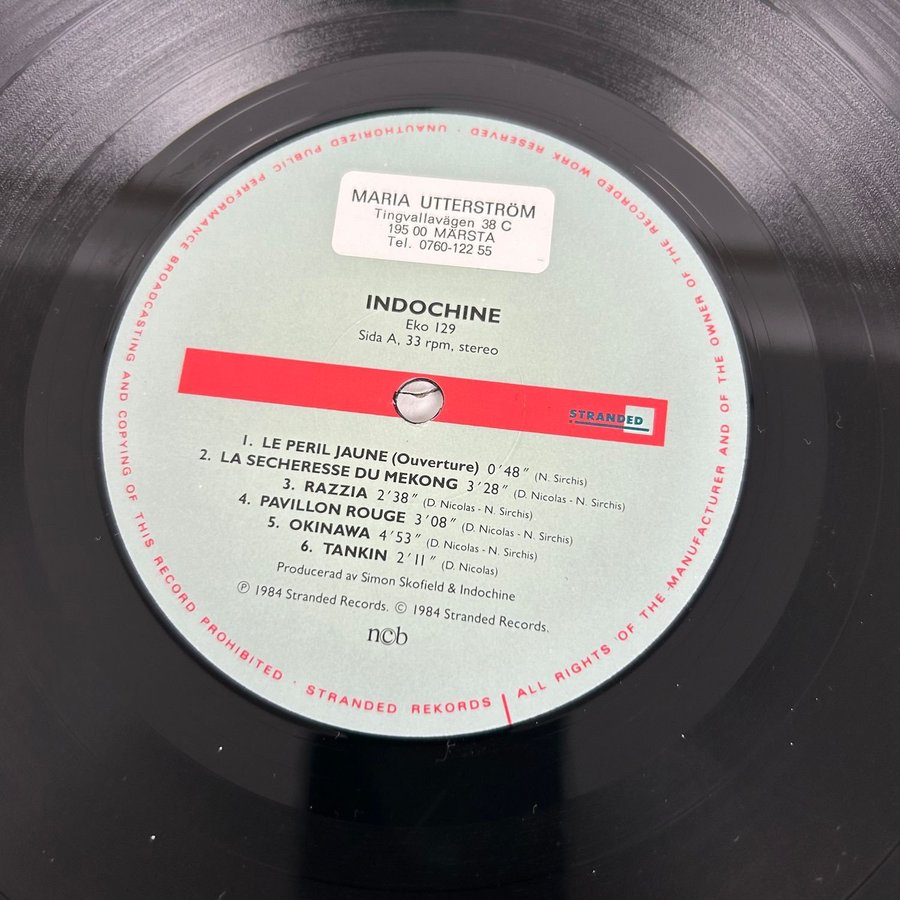 MARIA UTTERSTRÖM
Tingvallavägen 38 C
195 00 MÄRSTA
Tel. 0760-122 55
INDOCHINE
Eko 129
Sida A, 33 rpm, stereo
STRANDED
1. LE PERIL JAUNE (Ouverture) 0'48" (N. Sirchis)
2. LA SECHERESSE DU MEKONG 3'28" (D. Nicolas - N. Sirchis)
3. RAZZIA 2'38" (D. Nicolas - N. Sirchis)
4. PAVILLON ROUGE 3'08" (D. Nicolas - N. Sirchis)
5. OKINAWA 4'53" (D. Nicolas - N. Sirchis)
6. TANKIN 2'11" (D. Nicolas)
Producerad av Simon Skofield & Indochine
℗ 1984 Stranded Records. © 1984 Stranded Records.
n©b
ALL RIGHTS OF THE MANUFACTURER AND OF THE OWNER OF THE RECORDED WORK RESERVED · UNAUTHORIZED PUBLIC PERFORMANCE BROADCASTING AND COPYING OF THIS RECORD PROHIBITED · STRANDED REKORDS